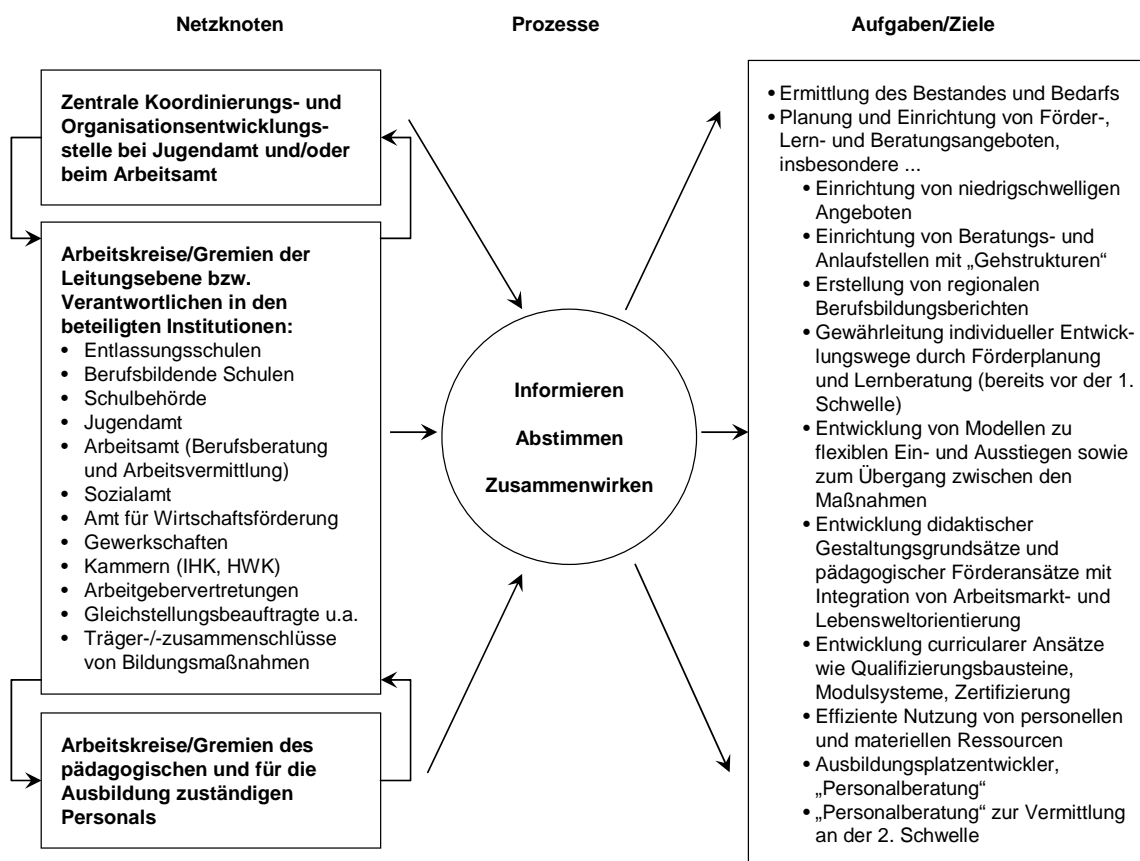 Netzknoten
Prozesse
Aufgaben/Ziele
Zentrale Koordinierungs- und
Organisationsentwicklungs-
stelle bei Jugendamt und/oder
beim Arbeitsamt
Arbeitskreise/Gremien der
Leitungsebene bzw.
Verantwortlichen in den
beteiligten Institutionen:
• Entlassungsschulen
• Berufsbildende Schulen
• Schulbehörde
• Jugendamt
• Arbeitsamt (Berufsberatung
und Arbeitsvermittlung)
• Sozialamt
• Amt für Wirtschaftsförderung
• Gewerkschaften
• Kammern (IHK, HWK)
• Arbeitgebervertretungen
• Gleichstellungsbeauftragte u.a.
• Träger-/-zusammenschlüsse
von Bildungsmaßnahmen
Arbeitskreise/Gremien des
pädagogischen und für die
Ausbildung zuständigen
Personals
Informieren
Abstimmen
Zusammenwirken
• Ermittlung des Bestandes und Bedarfs
• Planung und Einrichtung von Förder-,
Lern- und Beratungsangeboten,
insbesondere ...
• Einrichtung von niedrigschwelligen
Angeboten
• Einrichtung von Beratungs- und
Anlaufstellen mit „Gehstrukturen“
• Erstellung von regionalen
Berufsbildungsberichten
• Gewährleitung individueller Entwick-
lungswege durch Förderplanung
und Lernberatung (bereits vor der 1.
Schwelle)
• Entwicklung von Modellen zu
flexiblen Ein- und Ausstiegen sowie
zum Übergang zwischen den
Maßnahmen
• Entwicklung didaktischer
Gestaltungsgrundsätze und
pädagogischer Förderansätze mit
Integration von Arbeitsmarkt- und
Lebensweltorientierung
• Entwicklung curricularer Ansätze
wie Qualifizierungsbausteine,
Modulsysteme, Zertifizierung
• Effiziente Nutzung von personellen
und materiellen Ressourcen
• Ausbildungsplatzentwickler,
„Personalberatung“
• „Personalberatung“ zur Vermittlung
an der 2. Schwelle